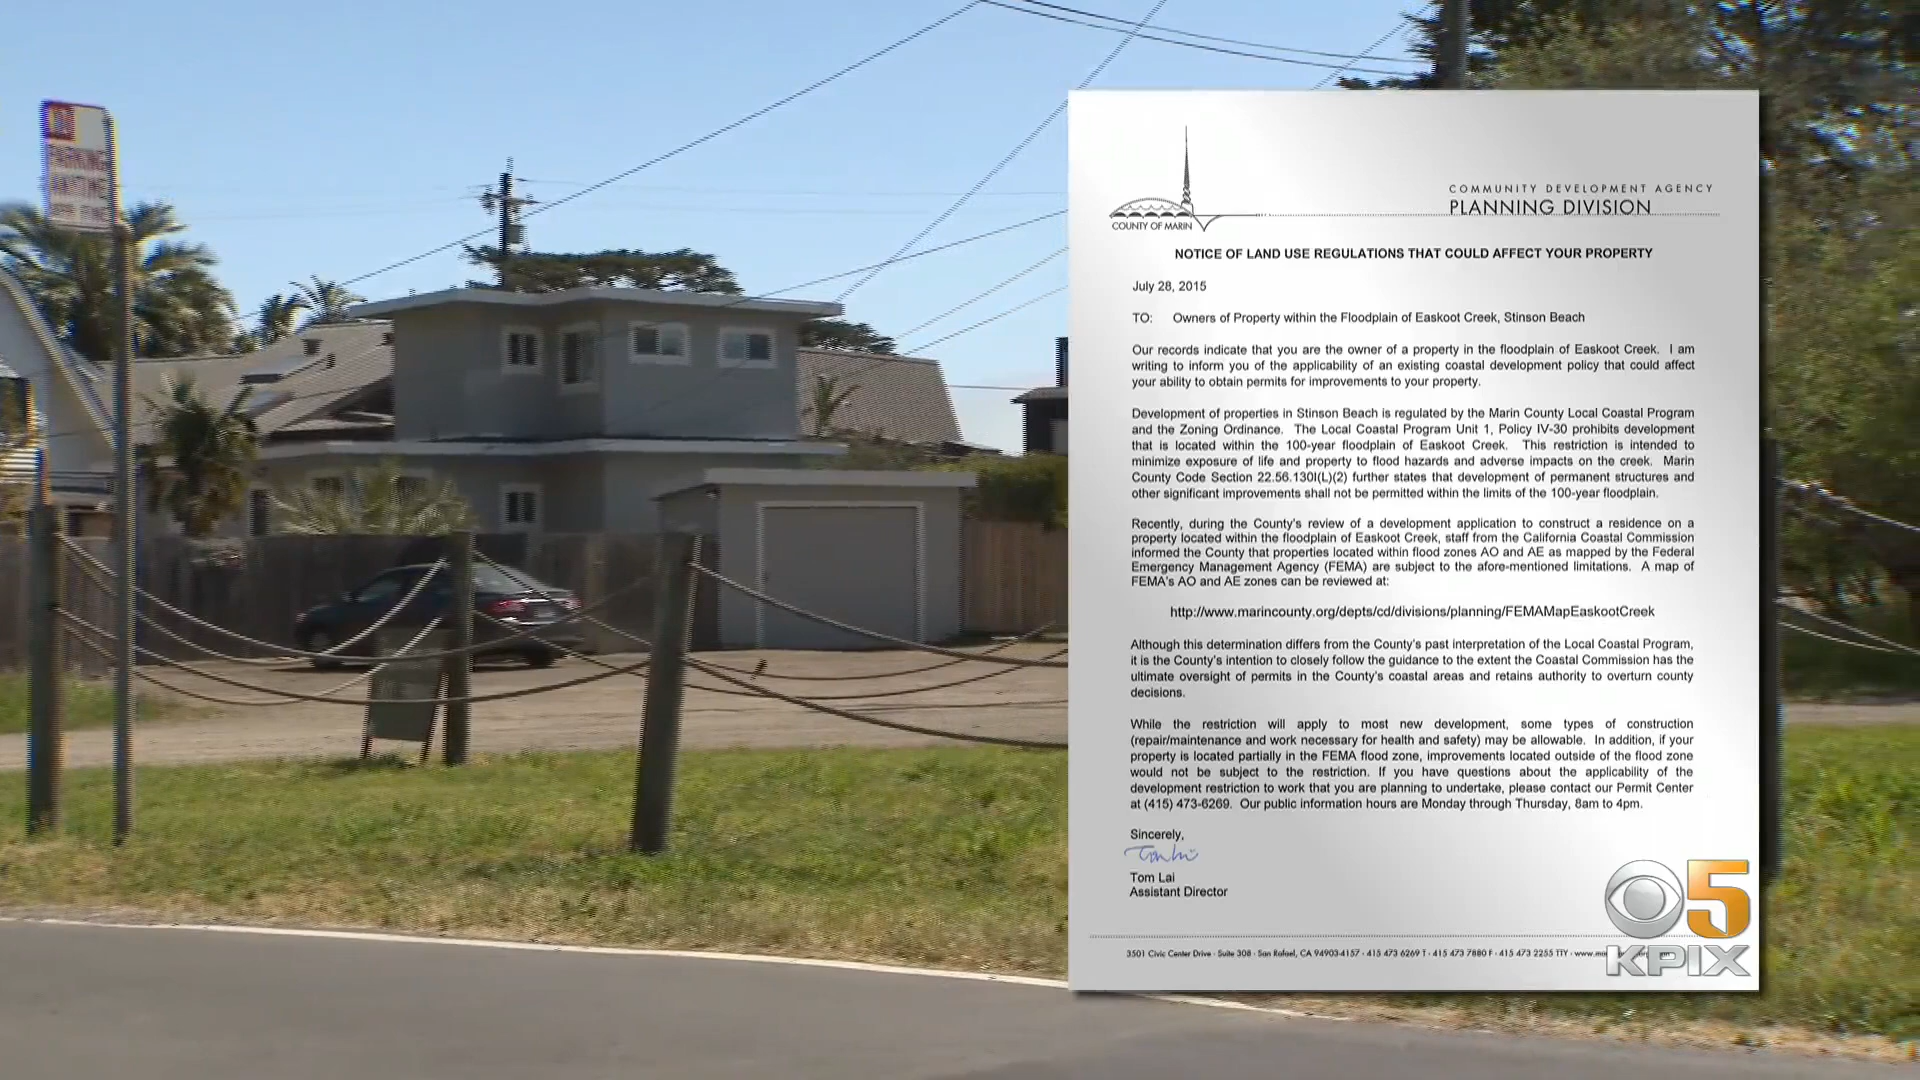 PARKING
COMMUNITY DEVELOPMENT AGENCY
PLANNING DIVISION
COUNTY OF MARIN
NOTICE OF LAND USE REGULATIONS THAT COULD AFFECT YOUR PROPERTY
July 28, 2015
TO: Owners of Property within the Floodplain of Easkoot Creek, Stinson Beach
Our records indicate that you are the owner of a property in the floodplain of Easkoot Creek. I am
writing to inform you of the applicability of an existing coastal development policy that could affect
your ability to obtain permits for improvements to your property.
Development of properties in Stinson Beach is regulated by the Marin County Local Coastal Program
and the Zoning Ordinance. The Local Coastal Program Unit 1, Policy IV-30 prohibits development
that is located within the 100-year floodplain of Easkoot Creek. This restriction is intended to
minimize exposure of life and property to flood hazards and adverse impacts on the creek. Marin
County Code Section 22.56.130I(L)(2) further states that development of permanent structures and
other significant improvements shall not be permitted within the limits of the 100-year floodplain.
Recently, during the County's review of a development application to construct a residence on a
property located within the floodplain of Easkoot Creek, staff from the California Coastal Commission
informed the County that properties located within flood zones AO and AE as mapped by the Federal
Emergency Management Agency (FEMA) are subject to the afore-mentioned limitations. A map of
FEMA's AO and AE zones can be reviewed at:
http://www.marincounty.org/depts/cd/divisions/planning/FEMAMapEaskootCreek
Although this determination differs from the County's past interpretation of the Local Coastal Program,
it is the County's intention to closely follow the guidance to the extent the Coastal Commission has the
ultimate oversight of permits in the County's coastal areas and retains authority to overturn county
decisions.
While the restriction will apply to most new development, some types of construction
(repair/maintenance and work necessary for health and safety) may be allowable. In addition, if your
property is located partially in the FEMA flood zone, improvements located outside of the flood zone
would not be subject to the restriction. If you have questions about the applicability of the
development restriction to work that you are planning to undertake, please contact our Permit Center
at (415) 473-6269. Our public information hours are Monday through Thursday, 8am to 4pm.
Sincerely,
Tom Lai
Tom Lai
Assistant Director
3501 Civic Center Drive · Suite 308 · San Rafael, CA 94903-4157 · 415 473 6269 T · 415 473 7880 F · 415 473 2255 TTY
5
KPIX